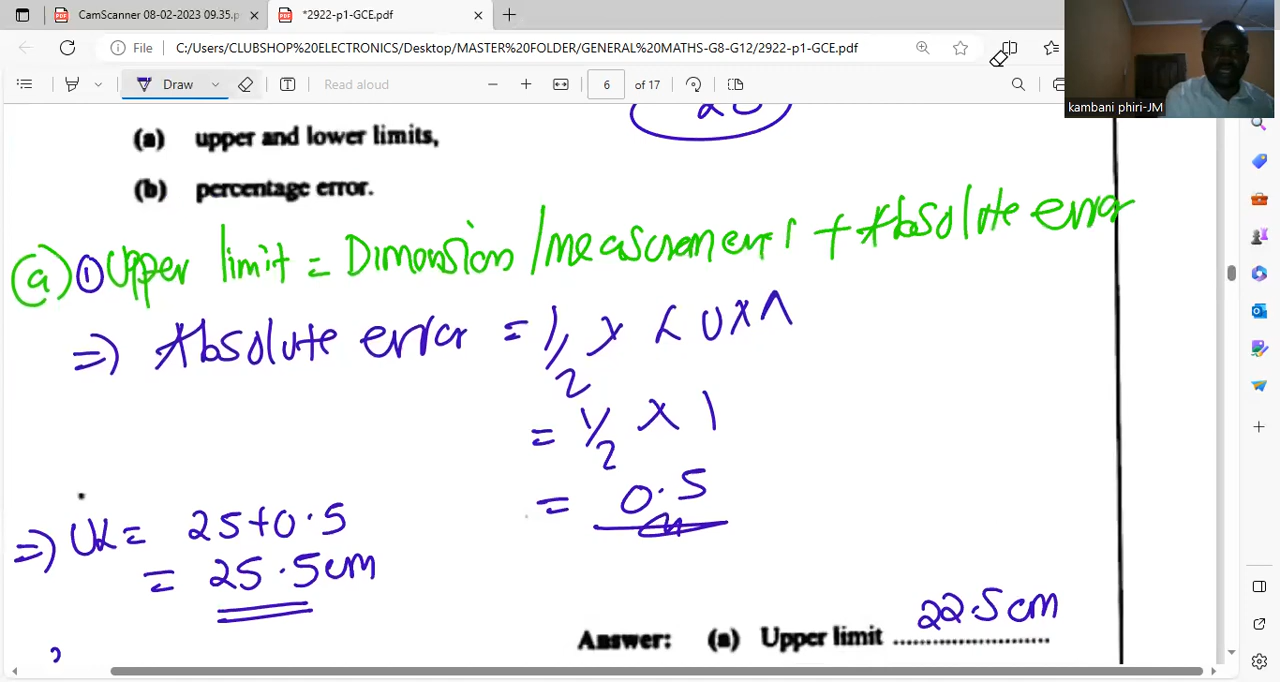 CamScanner 08-02-2023 09.35.p
*2922-p1-GCE.pdf
File C:/Users/CLUBSHOP%20ELECTRONICS/Desktop/MASTER%20FOLDER/GENERAL%20MATHS-G8-G12/2922-p1-GCE.pdf
Draw Read aloud 6 of 17
kambani phiri-JM
(a) upper and lower limits,
(b) percentage error.
(a) ① Upper limit = Dimension/measurement + Absolute error
⇒ Absolute error = 1/2 ×
= 1/2 × 1
= 0.5
⇒ UL = 25+0.5
= 25.5cm
22.5cm
Answer: (a) Upper limit ........................